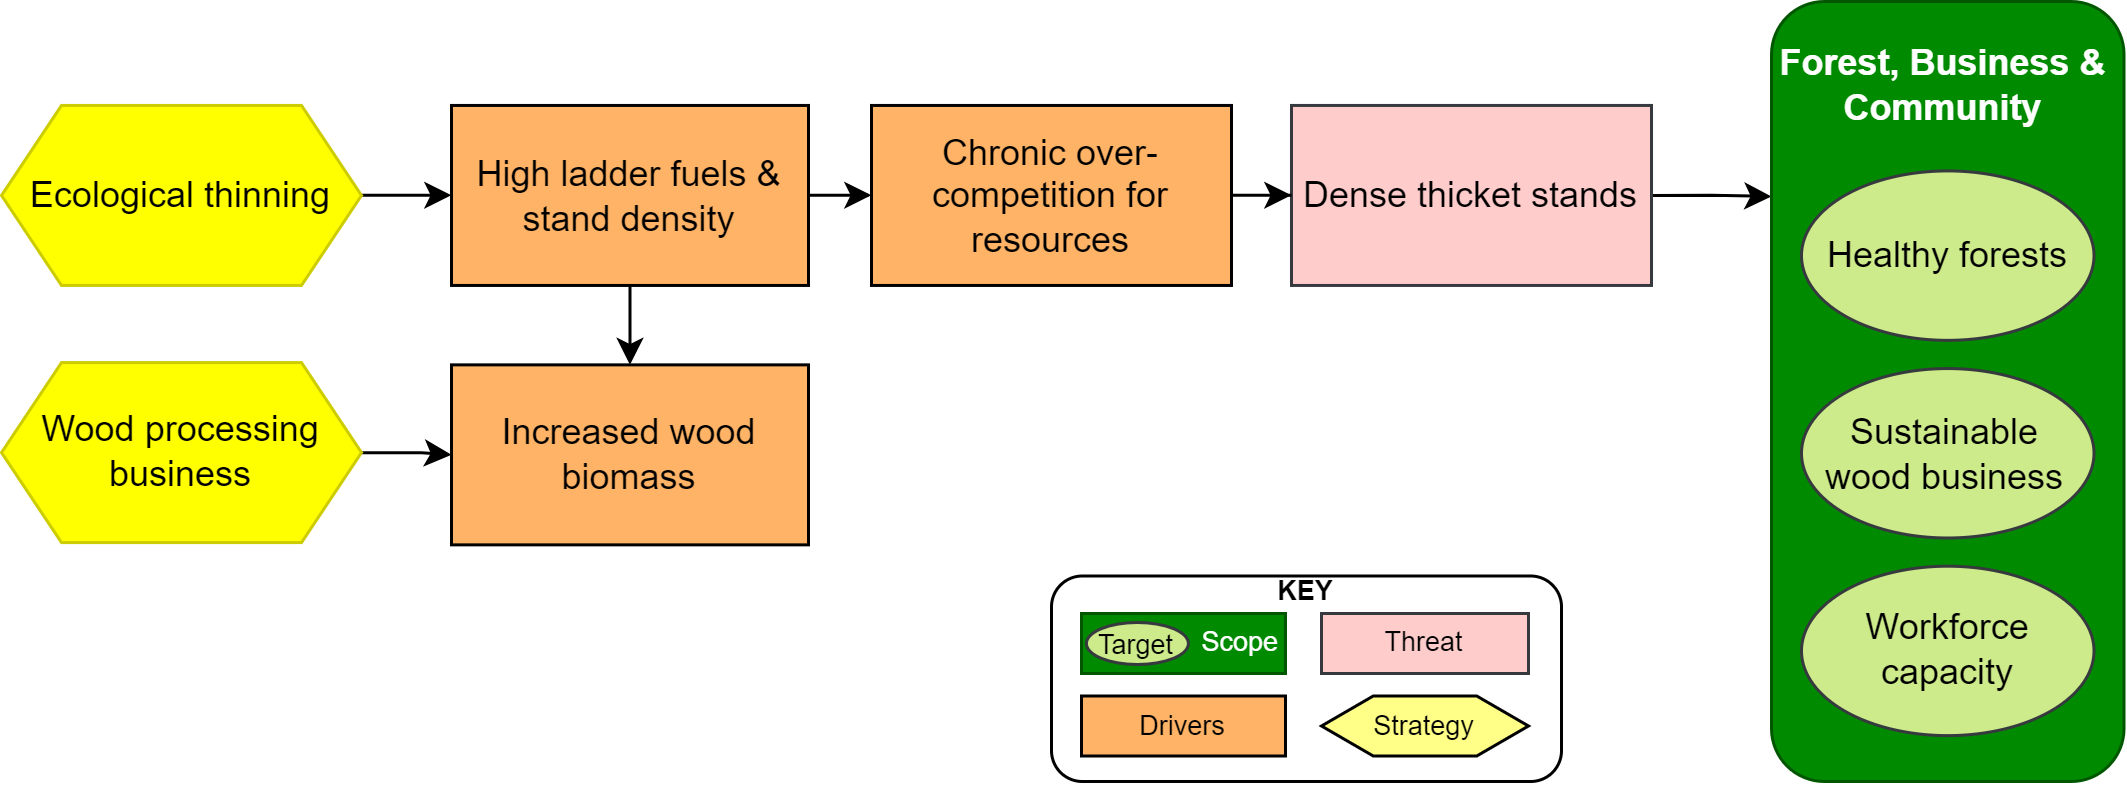 Forest, Business &
Community
Ecological thinning
High ladder fuels &
stand density
Chronic over-
competition for
resources
Dense thicket stands
Healthy forests
Wood processing
business
Increased wood
biomass
Sustainable
wood business
Workforce
capacity
KEY
Target
Scope
Threat
Drivers
Strategy